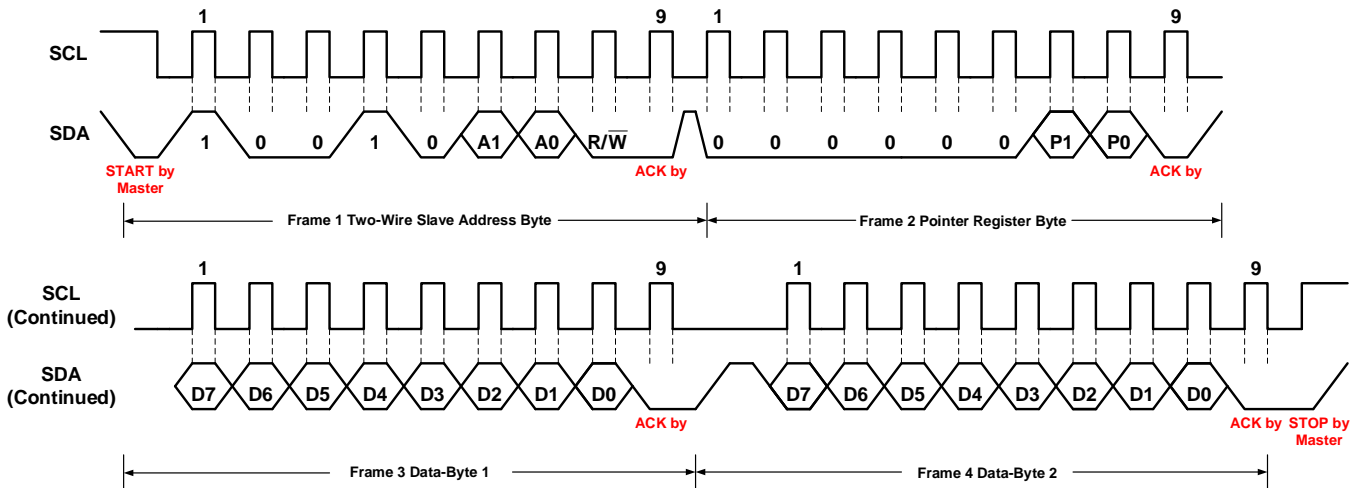 1 9 1 9
SCL
SDA
1 0 0 1 0 A1 A0 R/W̅ 0 0 0 0 0 0 P1 P0
START by
Master
ACK by
ACK by
Frame 1 Two-Wire Slave Address Byte
Frame 2 Pointer Register Byte
1 9 1 9
SCL
(Continued)
SDA
(Continued)
D7 D6 D5 D4 D3 D2 D1 D0 D7 D6 D5 D4 D3 D2 D1 D0
ACK by
ACK by
STOP by
Master
Frame 3 Data-Byte 1
Frame 4 Data-Byte 2